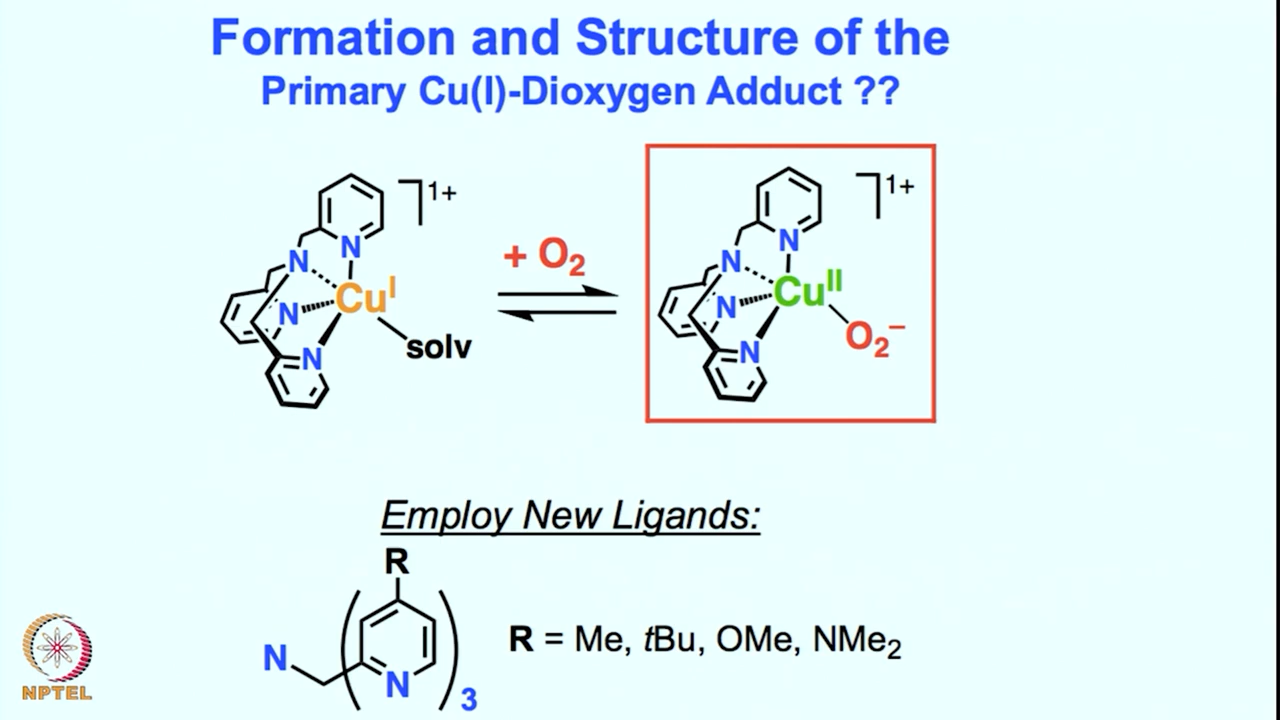 Formation and Structure of the
Primary Cu(I)-Dioxygen Adduct ??
N
N
N
N
Cu^I
solv
]1+
+ O₂
N
N
N
N
Cu^II
O₂⁻
]1+
Employ New Ligands:
R
N
N
3
R = Me, tBu, OMe, NMe₂
NPTEL